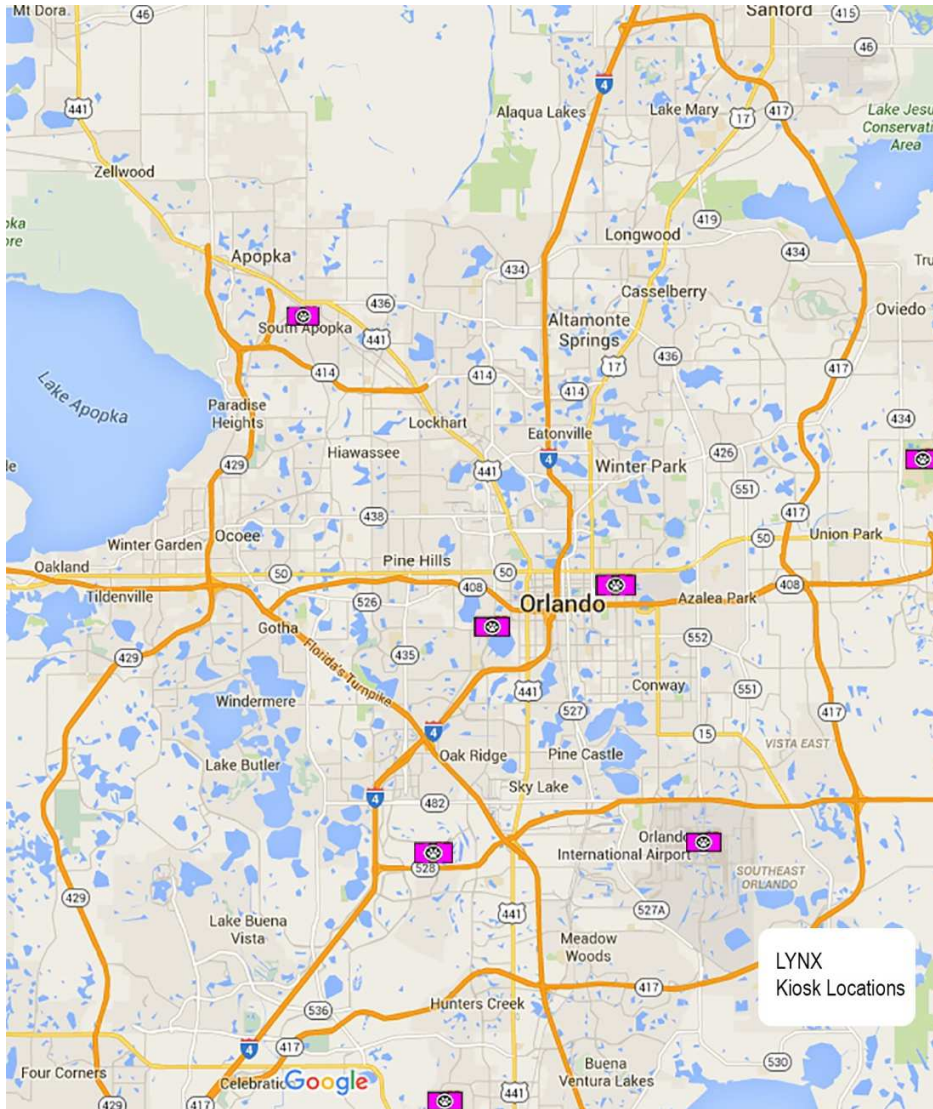 Mt Dora
46
Sanford
415
46
441
4
Alaqua Lakes
Lake Mary
17
417
Lake Jesu
Conservati
Area
Zellwood
419
Longwood
434
434
Apopka
Casselberry
Oviedo
436
South Apopka
Altamonte
Springs
441
436
17
417
Lake Apopka
414
414
414
Paradise
Heights
Lockhart
434
Eatonville
Hiawassee
426
429
441
4
Winter Park
551
417
438
Winter Garden
Ocoee
50
Union Park
Oakland
50
Pine Hills
50
Tildenville
526
408
Orlando
Azalea Park
408
Gotha
552
429
435
Florida's Turnpike
441
Conway
551
Windermere
527
417
4
15
VISTA EAST
Oak Ridge
Pine Castle
Lake Butler
Sky Lake
4
482
Orlando
International Airport
528
SOUTHEAST
ORLANDO
429
527A
Lake Buena
Vista
441
Meadow
Woods
LYNX
Kiosk Locations
417
536
Hunters Creek
4
417
530
Four Corners
Celebratio
Google
Buena
Ventura Lakes
441
429
417